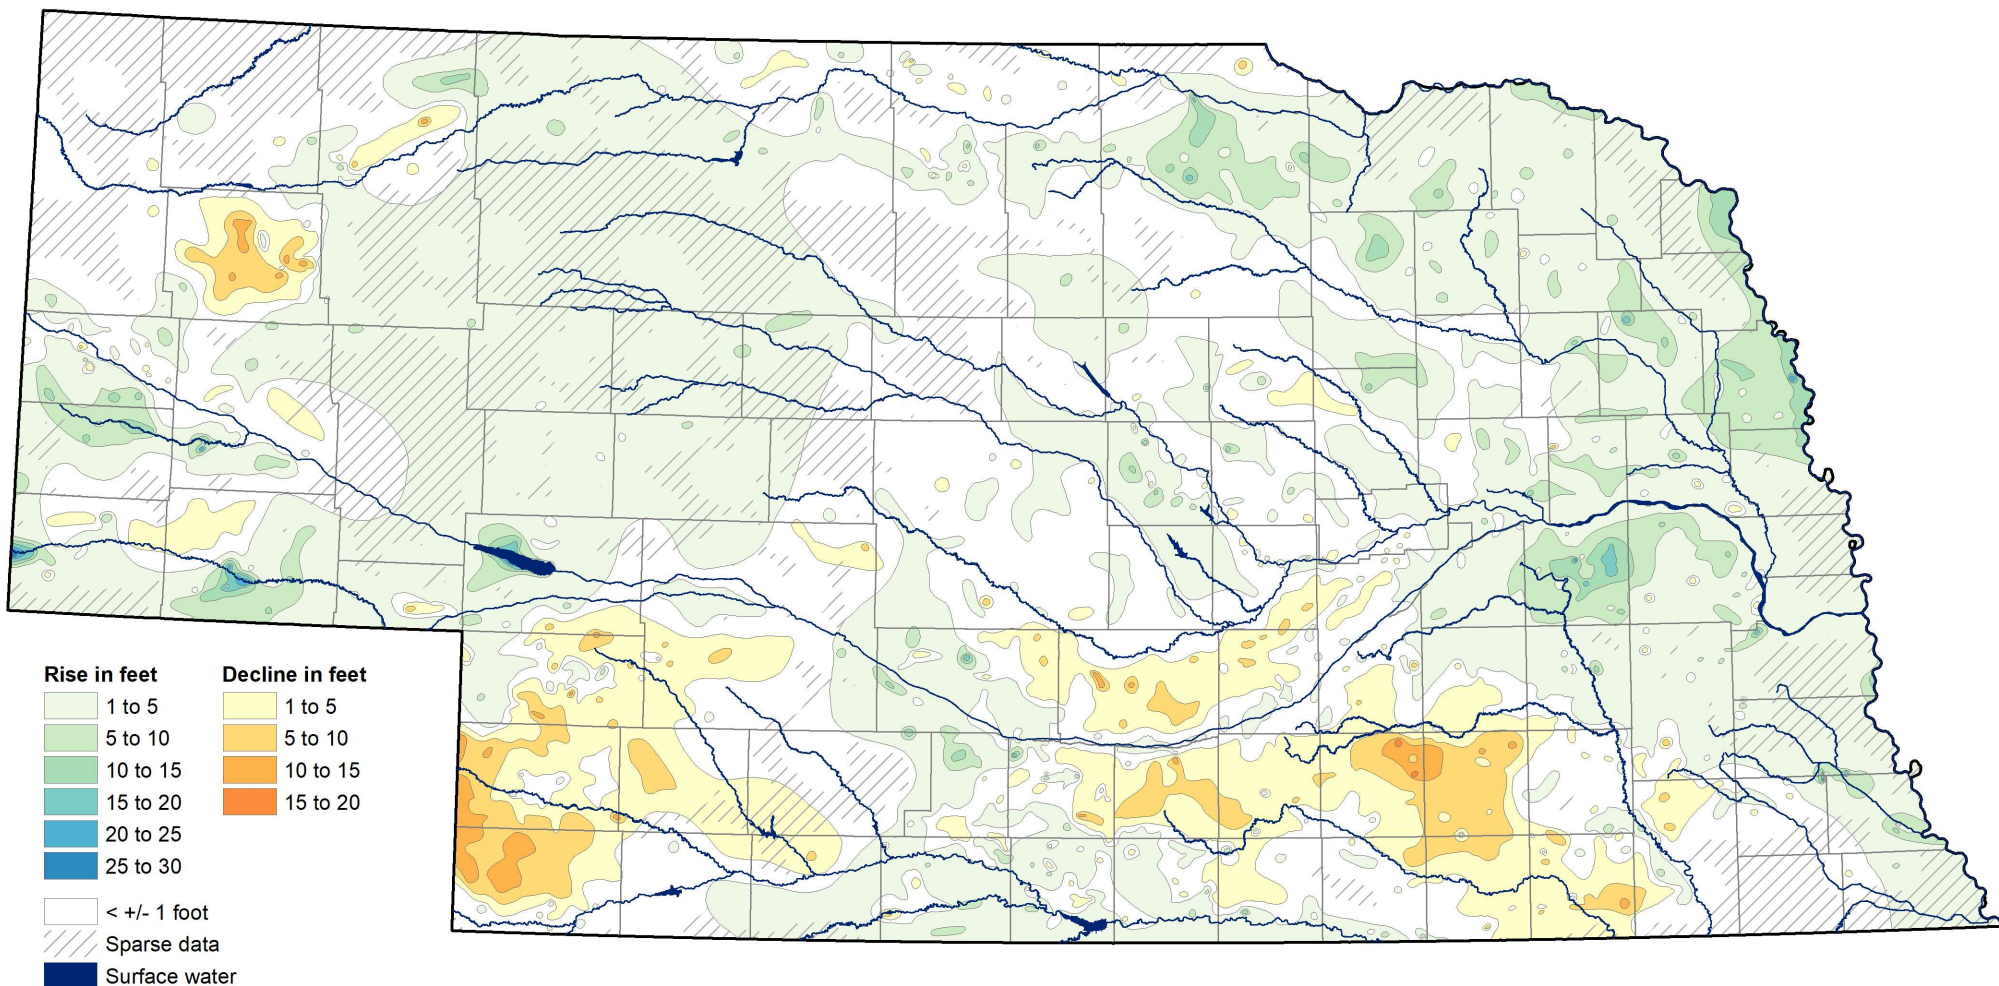 Rise in feet
1 to 5
5 to 10
10 to 15
15 to 20
20 to 25
25 to 30
< +/- 1 foot
Sparse data
Surface water
Decline in feet
1 to 5
5 to 10
10 to 15
15 to 20